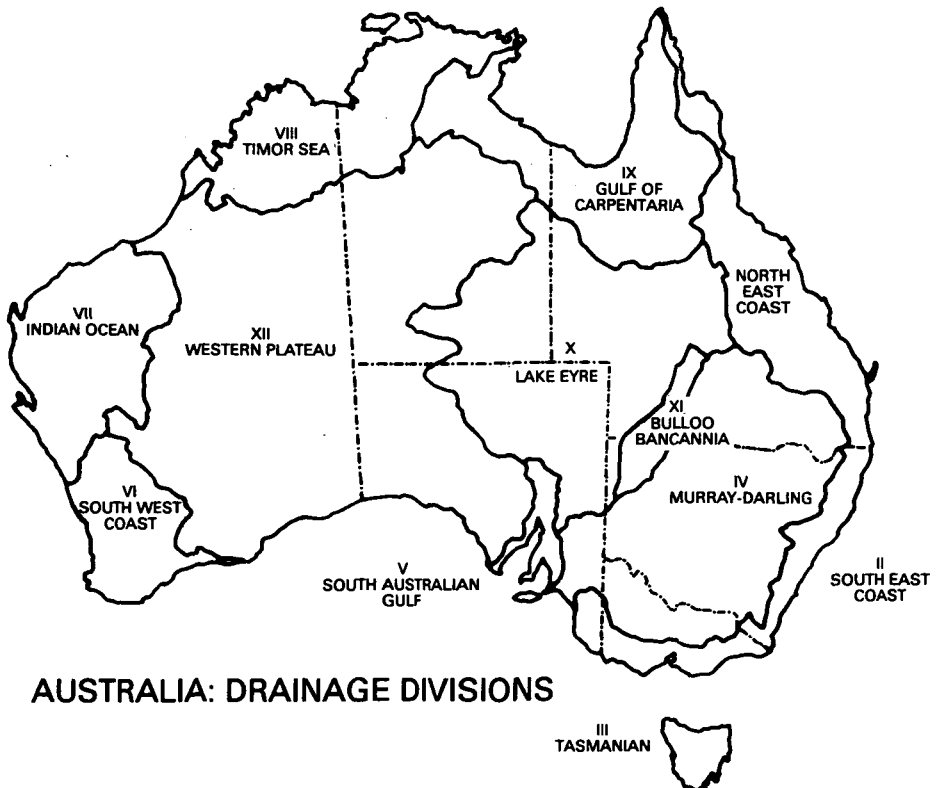 VIII
TIMOR SEA
IX
GULF OF
CARPENTARIA
NORTH
EAST
COAST
VII
INDIAN OCEAN
XII
WESTERN PLATEAU
X
LAKE EYRE
XI
BULLOO
BANCANNIA
VI
SOUTH WEST
COAST
IV
MURRAY-DARLING
V
SOUTH AUSTRALIAN
GULF
II
SOUTH EAST
COAST
AUSTRALIA: DRAINAGE DIVISIONS
III
TASMANIAN